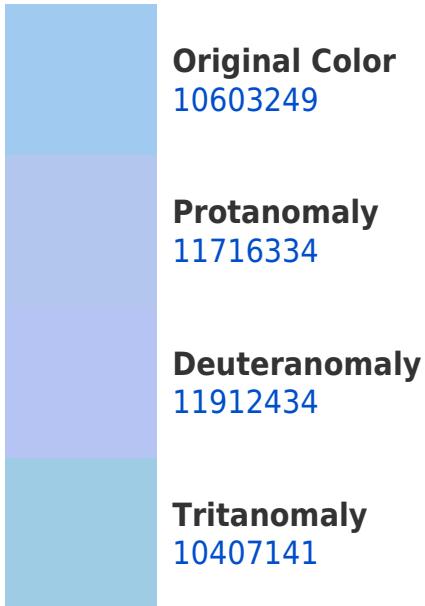 Original Color
10603249
Protanomaly
11716334
Deuteranomaly
11912434
Tritanomaly
10407141